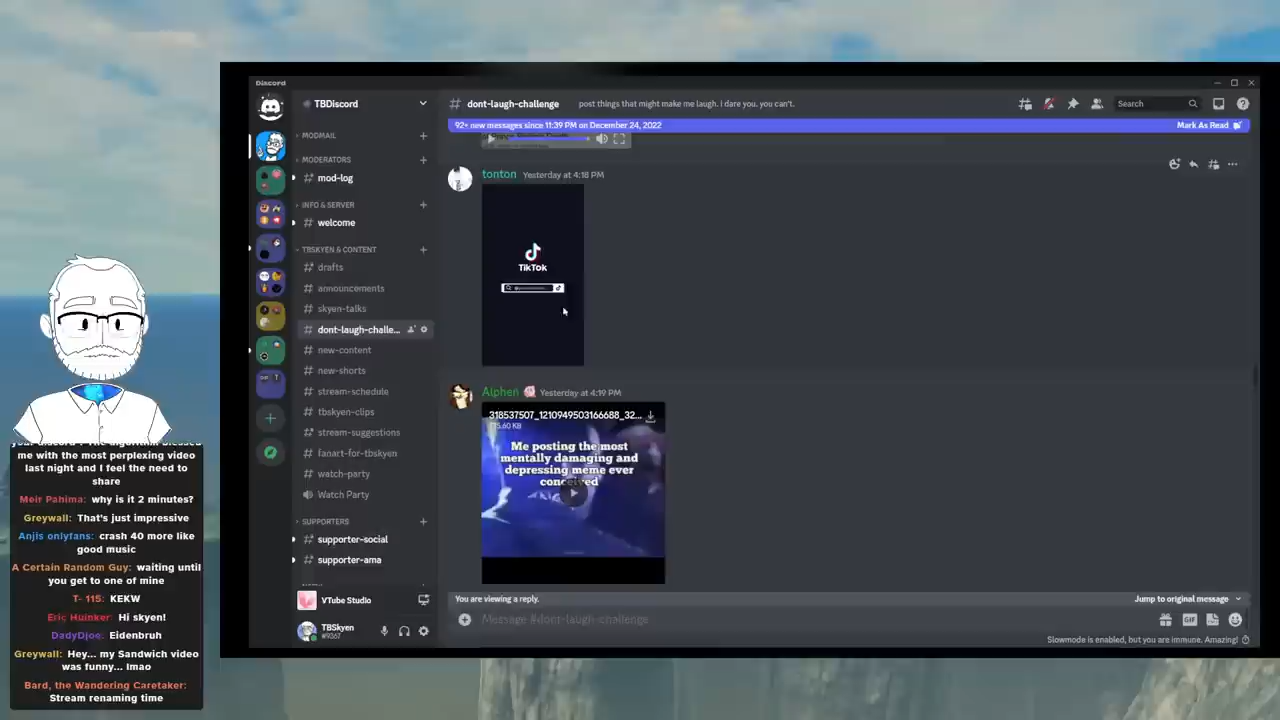 Discord
TBDiscord
MODMAIL
MODERATORS
mod-log
INFO & SERVER
welcome
TBSKYEN & CONTENT
drafts
announcements
skyen-talks
dont-laugh-challe...
new-content
new-shorts
stream-schedule
tbskyen-clips
stream-suggestions
fanart-for-tbskyen
watch-party
Watch Party
SUPPORTERS
supporter-social
supporter-ama
VTube Studio
TBSkyen
dont-laugh-challenge
post things that might make me laugh. i dare you. you can't.
Search
92+ new messages since 11:39 PM on December 24, 2022
Mark As Read
tonton Yesterday at 4:18 PM
TikTok
Alphen Yesterday at 4:19 PM
318537507_1210949503166688_32...
Me posting the most
mentally damaging and
depressing meme ever
conceived
You are viewing a reply.
Jump to original message
Message #dont-laugh-challenge
GIF
Slowmode is enabled, but you are immune. Amazing!
me with the most perplexing video
last night and I feel the need to
share
Meir Pahima: why is it 2 minutes?
Greywall: That's just impressive
Anjis onlyfans: crash 40 more like
good music
A Certain Random Guy: waiting until
you get to one of mine
T- 115: KEKW
Eric Huinker: Hi skyen!
DadyDjoe: Eidenbruh
Greywall: Hey... my Sandwich video
was funny... lmao
Bard, the Wandering Caretaker:
Stream renaming time